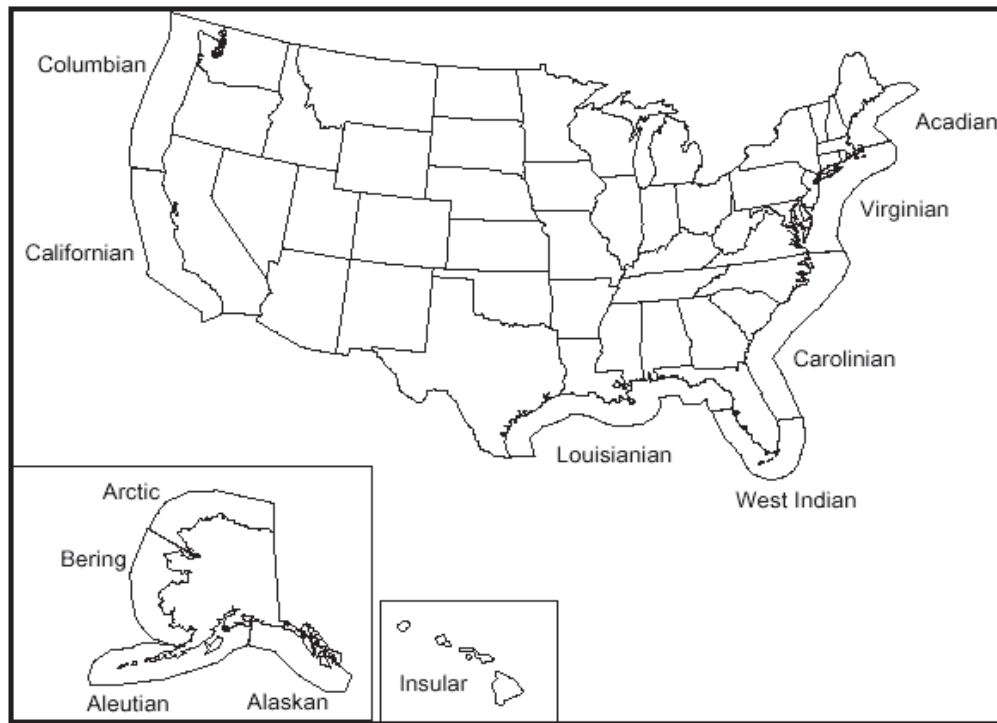 Columbian
Acadian
Virginian
Californian
Carolinian
Louisianian
West Indian
Arctic
Bering
Aleutian
Alaskan
Insular